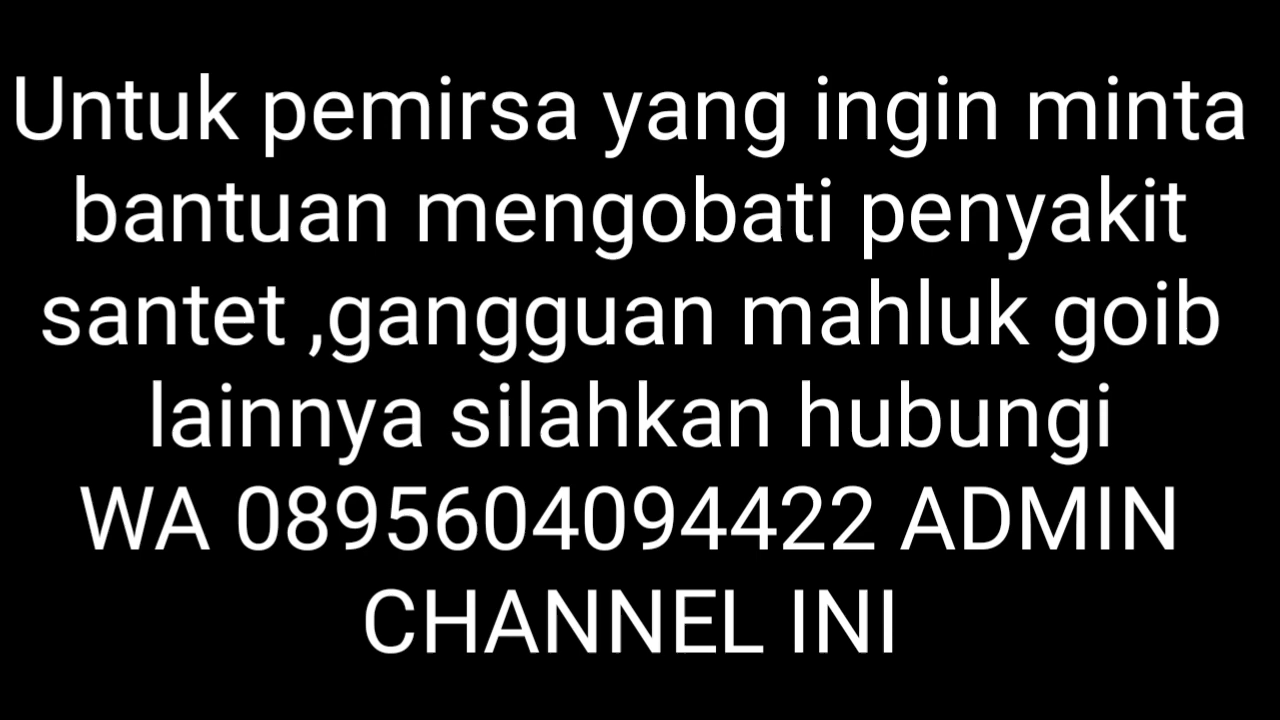 Untuk pemirsa yang ingin minta
bantuan mengobati penyakit
santet ,gangguan mahluk goib
lainnya silahkan hubungi
WA 0895604094422 ADMIN
CHANNEL INI